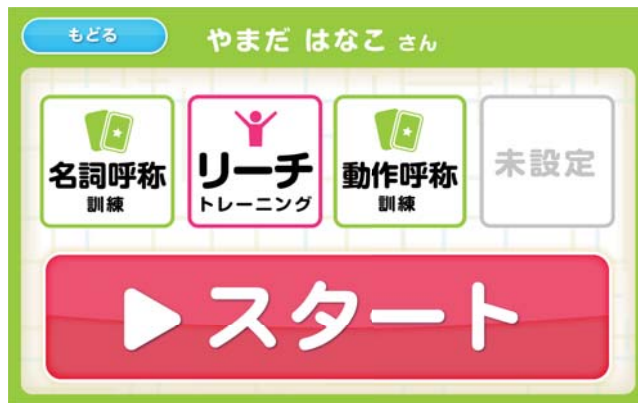 もどる
やまだ はなこ さん
名詞呼称
訓練
リーチ
トレーニング
動作呼称
訓練
未設定
スタート